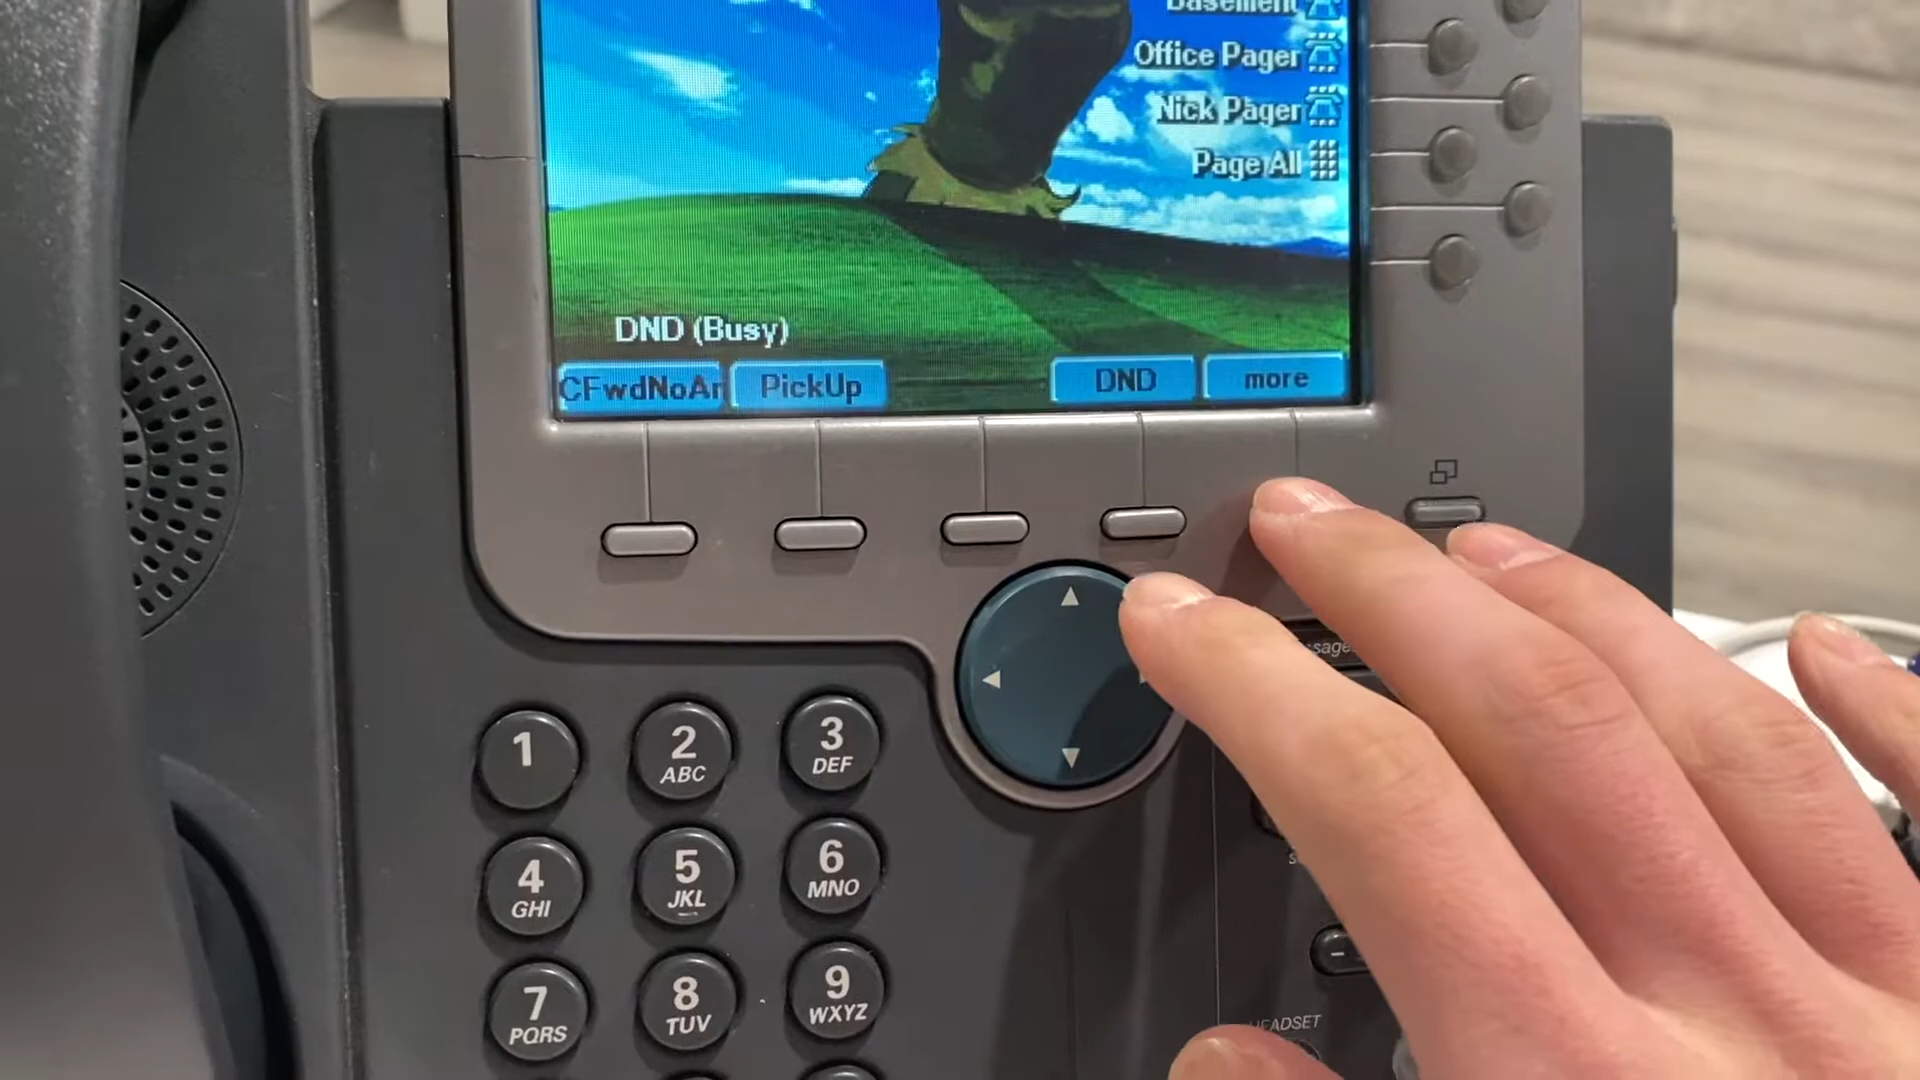 Basement
Office Pager
Nick Pager
Page All
DND (Busy)
CFwdNoAr
PickUp
DND
more
1
2
ABC
3
DEF
4
GHI
5
JKL
6
MNO
7
PQRS
8
TUV
9
WXYZ
HEADSET